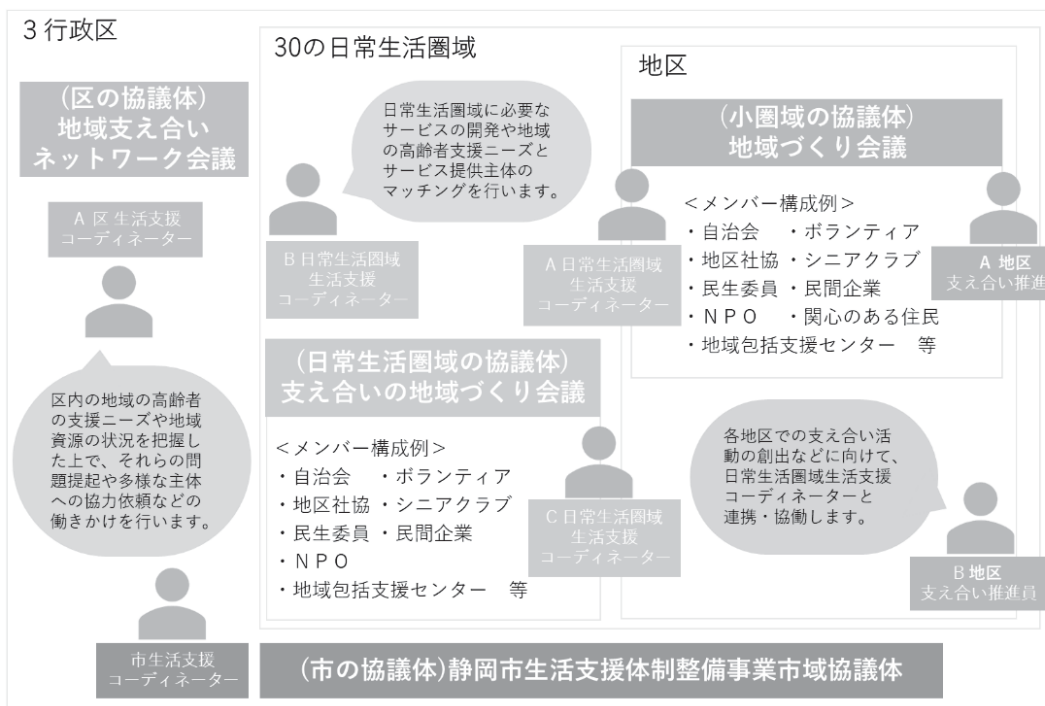 3行政区
(区の協議体)
地域支え合い
ネットワーク会議
A 区 生活支援
コーディネーター
区内の地域の高齢者
の支援ニーズや地域
資源の状況を把握し
た上で、それらの問
題提起や多様な主体
への協力依頼などの
働きかけを行います。
市生活支援
コーディネーター
30の日常生活圏域
日常生活圏域に必要な
サービスの開発や地域
の高齢者支援ニーズと
サービス提供主体の
マッチングを行います。
B 日常生活圏域
生活支援
コーディネーター
A 日常生活圏域
生活支援
コーディネーター
(日常生活圏域の協議体)
支え合いの地域づくり会議
<メンバー構成例>
・自治会 ・ボランティア
・地区社協 ・シニアクラブ
・民生委員 ・民間企業
・NPO
・地域包括支援センター 等
C 日常生活圏域
生活支援
コーディネーター
地区
(小圏域の協議体)
地域づくり会議
<メンバー構成例>
・自治会 ・ボランティア
・地区社協 ・シニアクラブ
・民生委員 ・民間企業
・NPO ・関心のある住民
・地域包括支援センター 等
A 地区
支え合い推進
各地区での支え合い活
動の創出などに向けて、
日常生活圏域生活支援
コーディネーターと
連携・協働します。
B 地区
支え合い推進員
(市の協議体)静岡市生活支援体制整備事業市域協議体